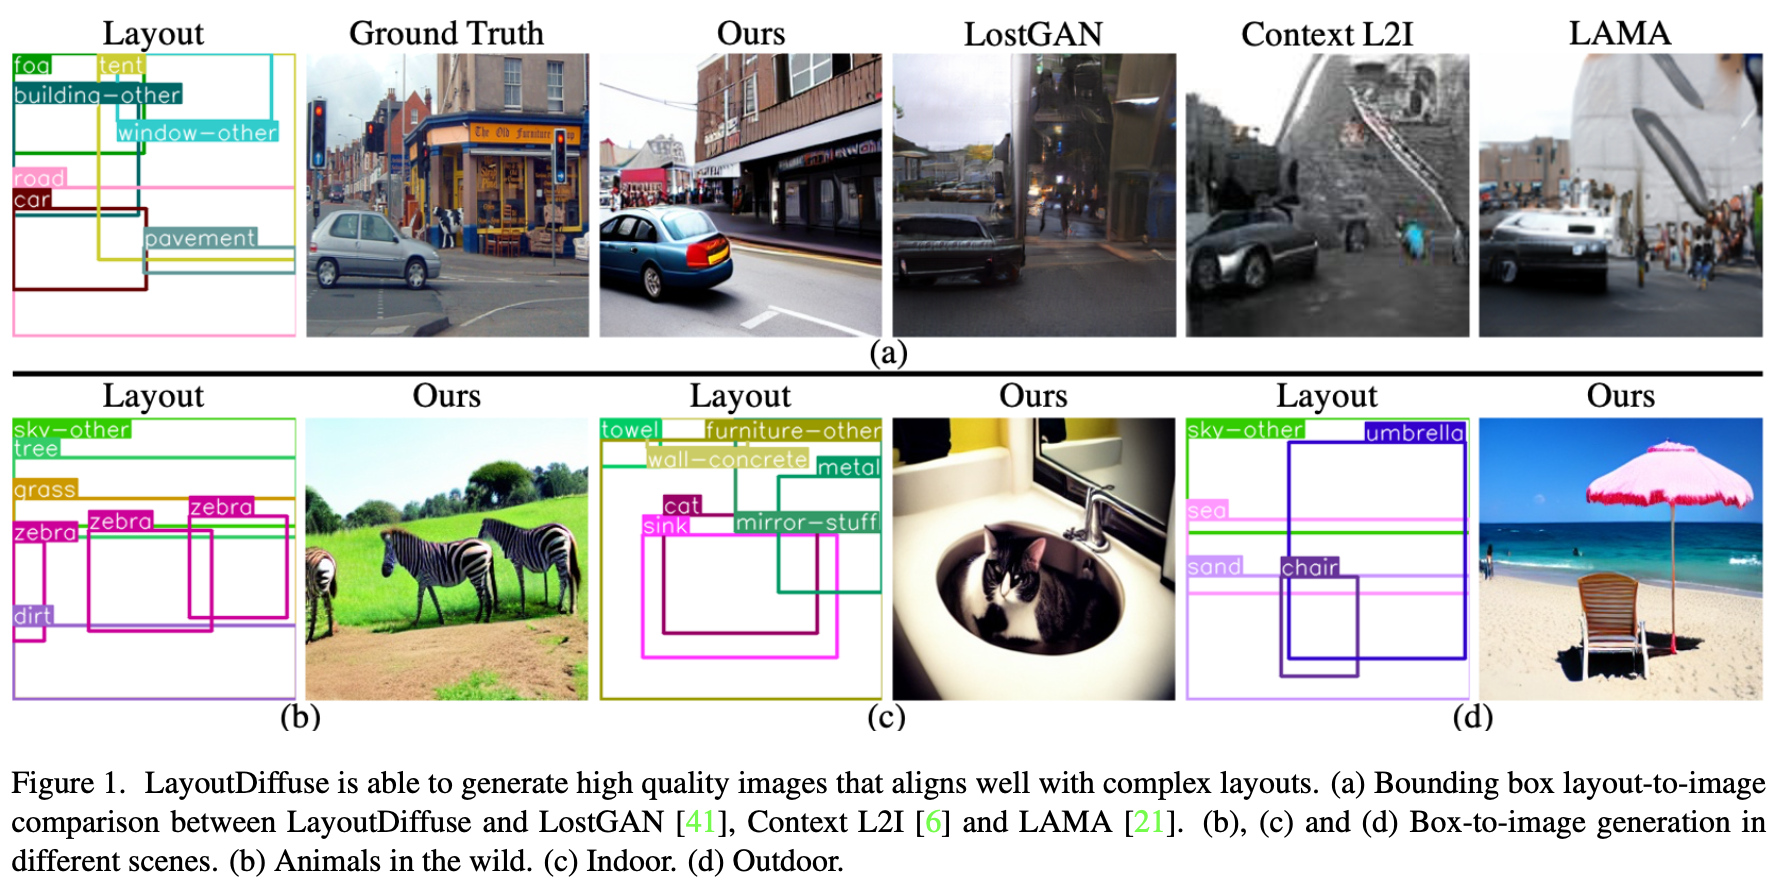 Layout Ground Truth Ours LostGAN Context L2I LAMA
fog tent
building-other
window-other
road
car
pavement
The Old Furniture
(a)
Layout Ours Layout Ours Layout Ours
sky-other
tree
grass
zebra
zebra
zebra
dirt
towel furniture-other
wall-concrete
metal
cat
sink mirror-stuff
sky-other umbrella
sea
sand chair
(b) (c) (d)
Figure 1. LayoutDiffuse is able to generate high quality images that aligns well with complex layouts. (a) Bounding box layout-to-image
comparison between LayoutDiffuse and LostGAN [41], Context L2I [6] and LAMA [21]. (b), (c) and (d) Box-to-image generation in
different scenes. (b) Animals in the wild. (c) Indoor. (d) Outdoor.